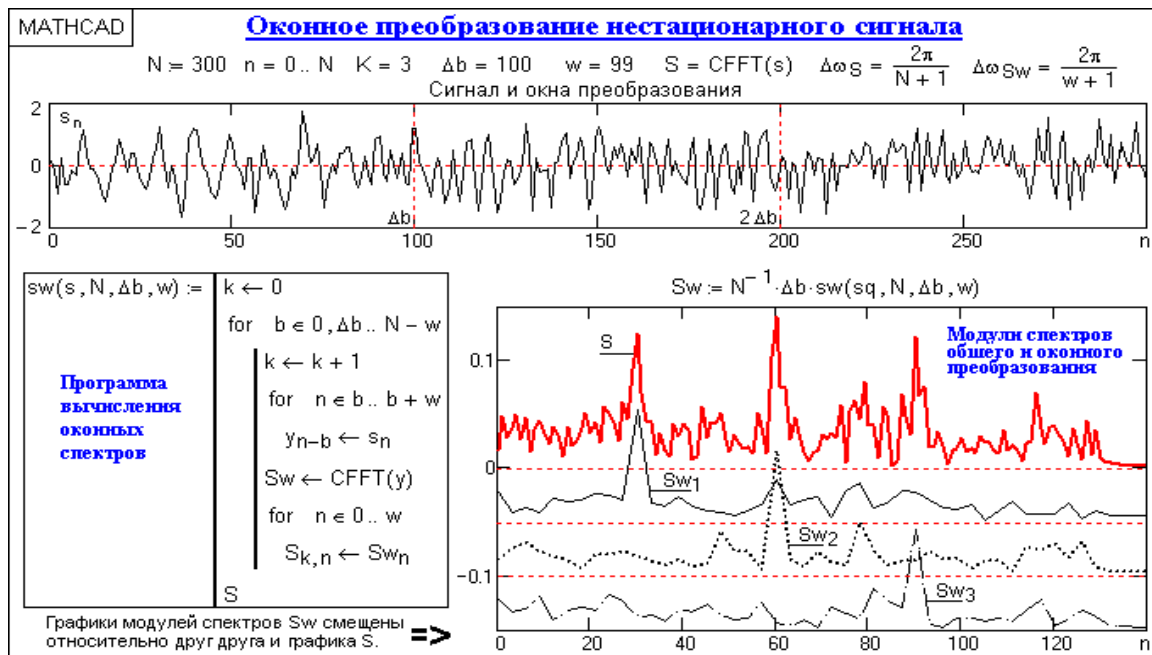 MATHCAD
Оконное преобразование нестационарного сигнала
N := 300 n = 0 .. N K = 3 Δb = 100 w = 99 S = CFFT(s) Δω_S = 2π / (N + 1) Δω_Sw = 2π / (w + 1)
Сигнал и окна преобразования
2
s_n
0
−2
Δb
2 Δb
0 50 100 150 200 250 n
sw(s, N, Δb, w) :=
k ← 0
for b ∈ 0, Δb .. N − w
k ← k + 1
for n ∈ b .. b + w
y_n−b ← s_n
Sw ← CFFT(y)
for n ∈ 0 .. w
S_k,n ← Sw_n
S
Программа
вычисления
оконных
спектров
Графики модулей спектров Sw смещены
относительно друг друга и графика S.
=>
Sw := N^−1·Δb·sw(sq, N, Δb, w)
Модули спектров
обшего и оконного
преобразования
0.1
0
−0.1
S
Sw_1
Sw_2
Sw_3
0 20 40 60 80 100 120 n